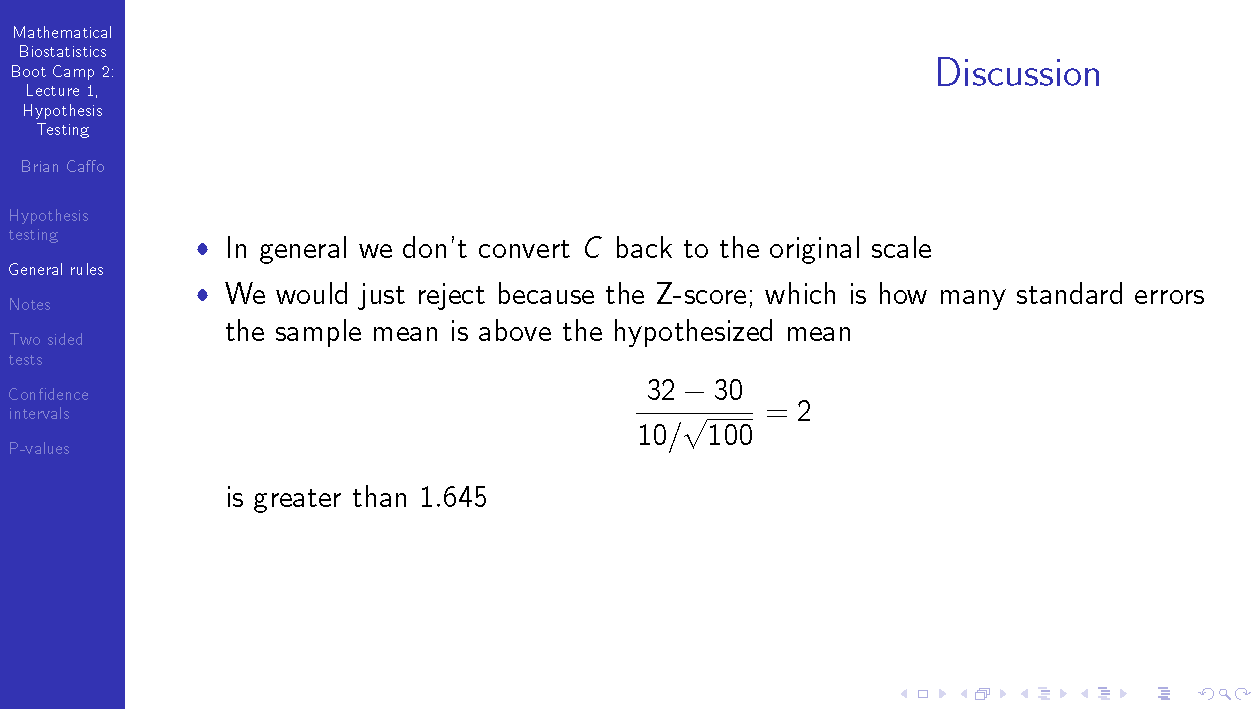 Mathematical
Biostatistics
Boot Camp 2:
Lecture 1,
Hypothesis
Testing
Brian Caffo
Hypothesis
testing
General rules
Notes
Two sided
tests
Confidence
intervals
P-values
Discussion
• In general we don't convert C back to the original scale
• We would just reject because the Z-score; which is how many standard errors
the sample mean is above the hypothesized mean
32 − 30
10/√100
= 2
is greater than 1.645